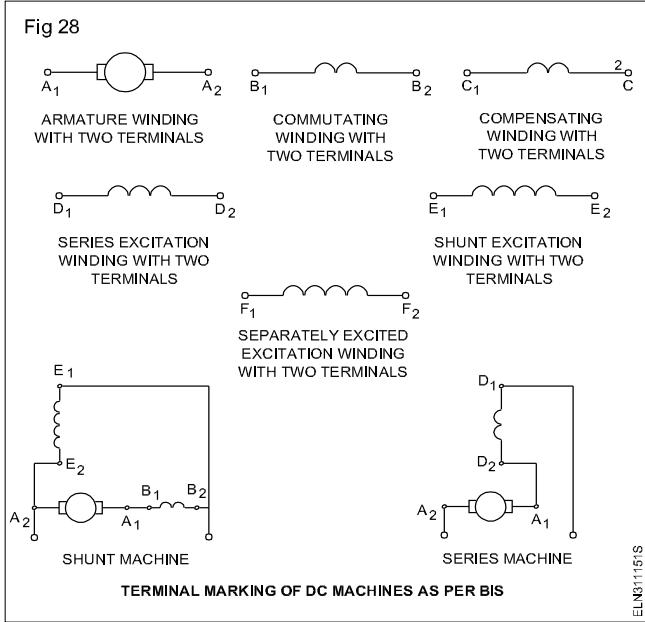 Fig 28
A1 A2
B1 B2
C1 2 C
ARMATURE WINDING
WITH TWO TERMINALS
COMMUTATING
WINDING WITH
TWO TERMINALS
COMPENSATING
WINDING WITH
TWO TERMINALS
D1 D2
E1 E2
SERIES EXCITATION
WINDING WITH TWO
TERMINALS
SHUNT EXCITATION
WINDING WITH TWO
TERMINALS
F1 F2
SEPARATELY EXCITED
EXCITATION WINDING
WITH TWO TERMINALS
E1
E2
A2 A1 B1 B2
SHUNT MACHINE
D1
D2
A2 A1
SERIES MACHINE
TERMINAL MARKING OF DC MACHINES AS PER BIS
ELN311151S